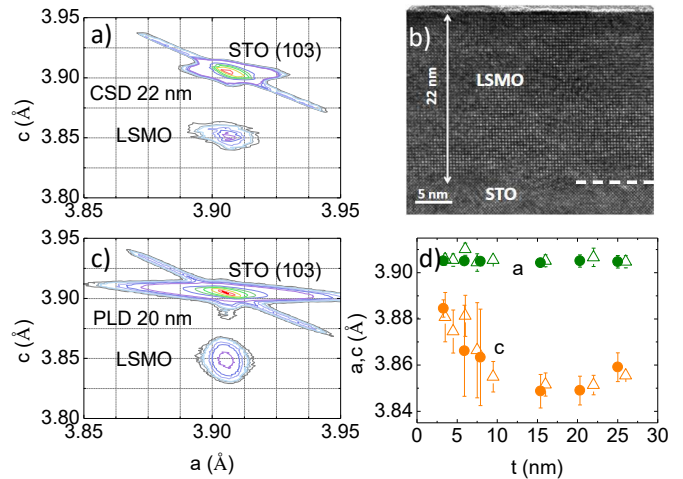 a)
STO (103)
CSD 22 nm
LSMO
c (Å)
3.95
3.90
3.85
3.80
3.85
3.90
3.95
b)
22 nm
LSMO
5 nm
STO
c)
STO (103)
PLD 20 nm
LSMO
c (Å)
3.95
3.90
3.85
3.80
3.85
3.90
3.95
a (Å)
d)
a
c
a,c (Å)
3.90
3.88
3.86
3.84
0
5
10
15
20
25
30
t (nm)